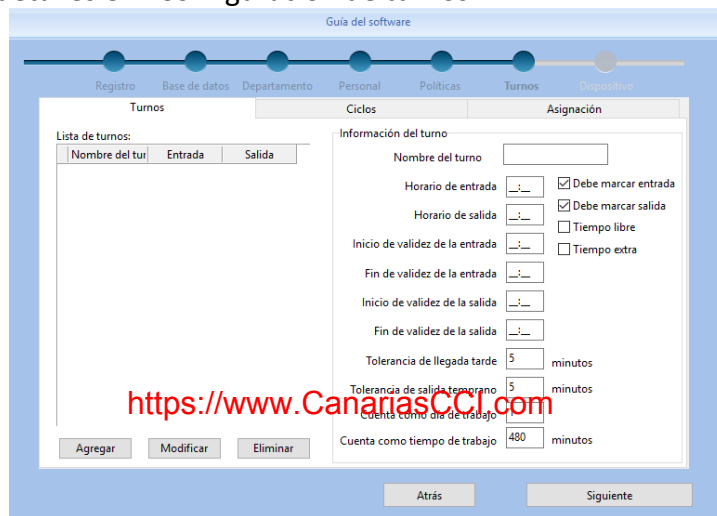 Guía del software
Registro Base de datos Departamento Personal Políticas Turnos Dispositivo
Turnos Ciclos Asignación
Lista de turnos:
Nombre del tur Entrada Salida
Información del turno
Nombre del turno
Horario de entrada _:_ Debe marcar entrada
Horario de salida _:_ Debe marcar salida
Tiempo libre
Inicio de validez de la entrada _:_ Tiempo extra
Fin de validez de la entrada _:_
Inicio de validez de la salida _:_
Fin de validez de la salida _:_
Tolerancia de llegada tarde 5 minutos
Tolerancia de salida temprano 5 minutos
https://www.CanariasCCI.com
Cuenta como día de trabajo
Cuenta como tiempo de trabajo 480 minutos
Agregar Modificar Eliminar
Atrás Siguiente